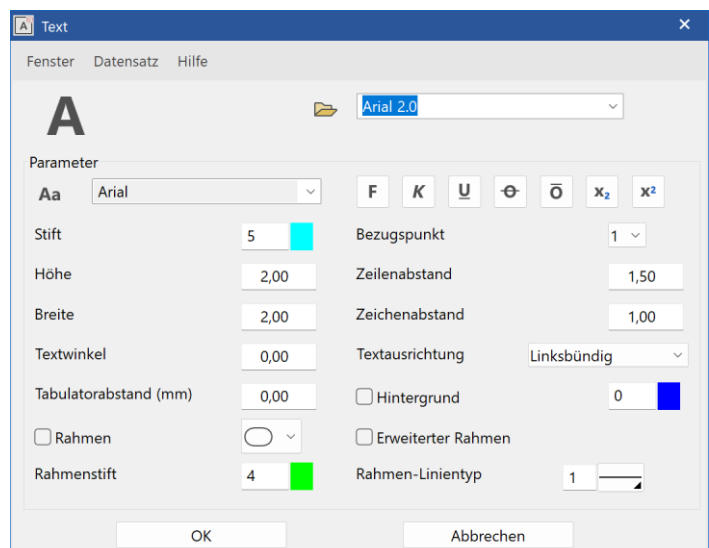 A Text
Fenster Datensatz Hilfe
A Arial 2.0
Parameter
Aa Arial F K U O O x₂ x²
Stift 5 Bezugspunkt 1
Höhe 2,00 Zeilenabstand 1,50
Breite 2,00 Zeichenabstand 1,00
Textwinkel 0,00 Textausrichtung Linksbündig
Tabulatorabstand (mm) 0,00 Hintergrund 0
Rahmen Erweiterter Rahmen
Rahmenstift 4 Rahmen-Linientyp 1
OK Abbrechen